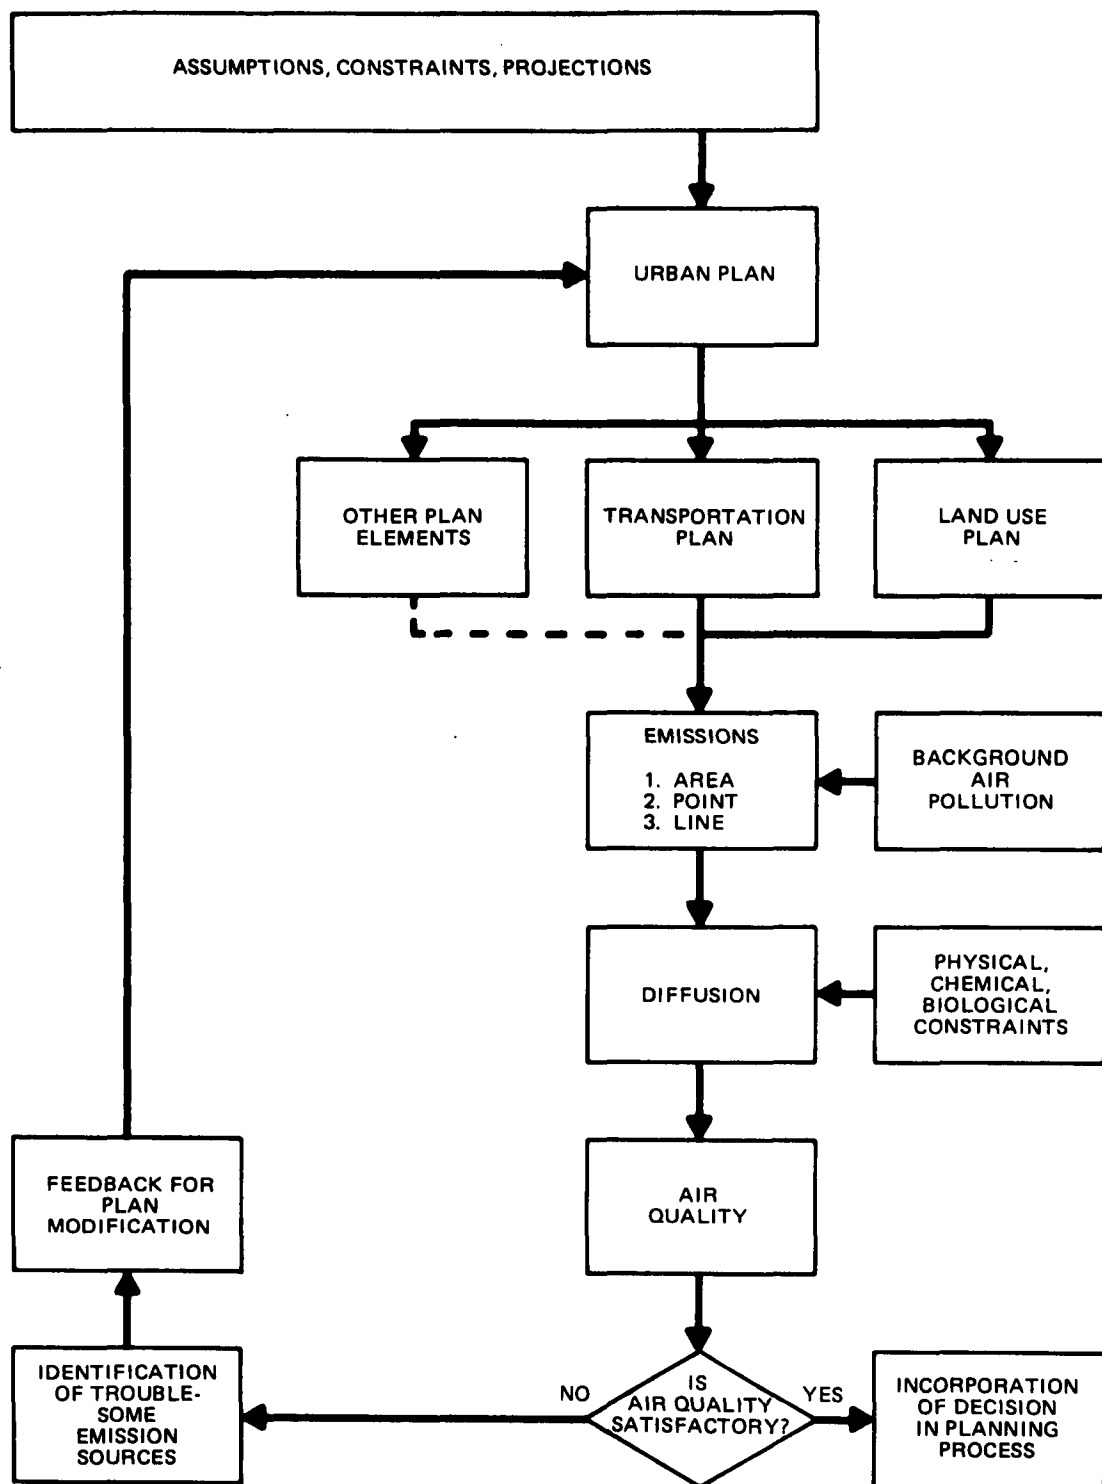 ASSUMPTIONS, CONSTRAINTS, PROJECTIONS
URBAN PLAN
OTHER PLAN
ELEMENTS
TRANSPORTATION
PLAN
LAND USE
PLAN
EMISSIONS
1. AREA
2. POINT
3. LINE
BACKGROUND
AIR
POLLUTION
DIFFUSION
PHYSICAL,
CHEMICAL,
BIOLOGICAL
CONSTRAINTS
AIR
QUALITY
FEEDBACK FOR
PLAN
MODIFICATION
IDENTIFICATION
OF TROUBLE-
SOME
EMISSION
SOURCES
NO
IS
AIR QUALITY
SATISFACTORY?
YES
INCORPORATION
OF DECISION
IN PLANNING
PROCESS